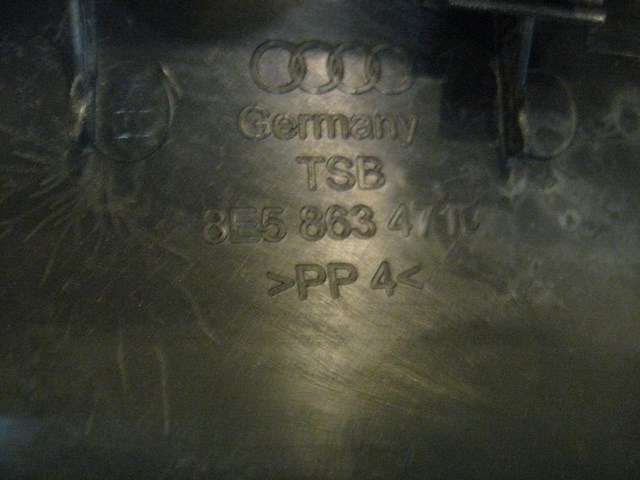 Germany
TSB
8E5 863 471
>PP 4<